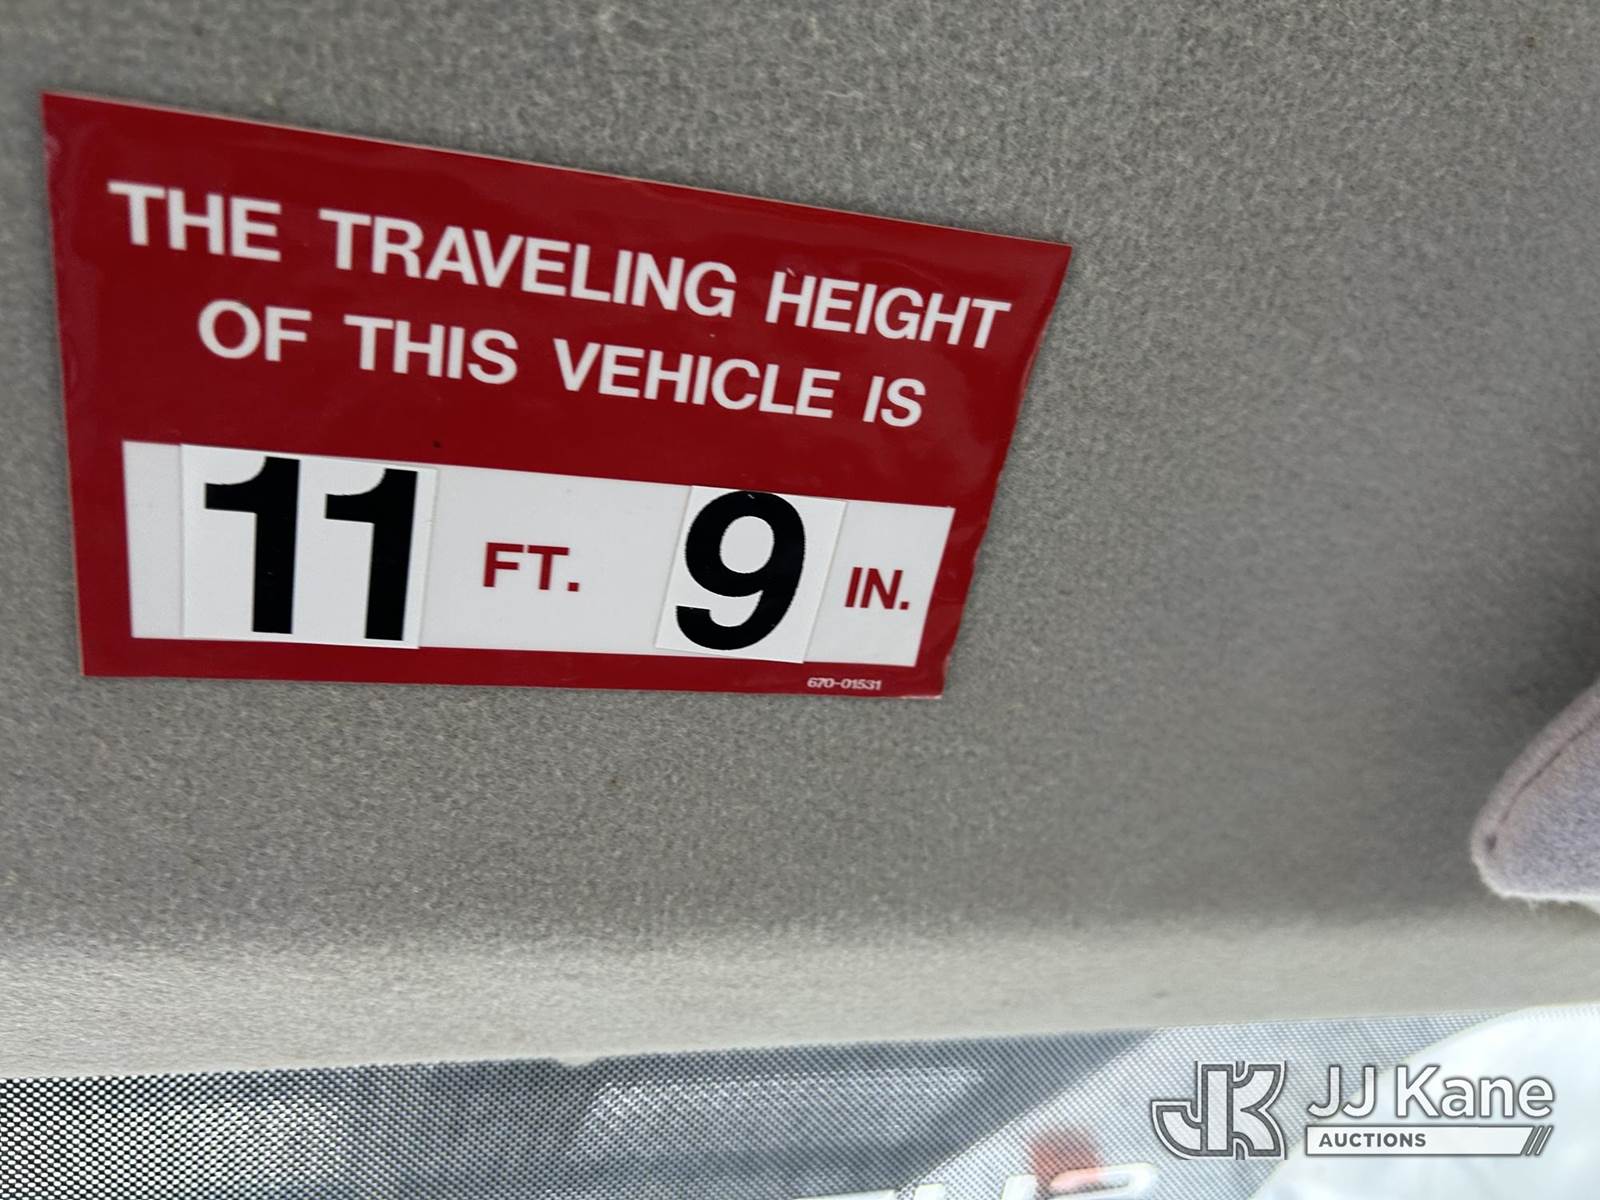 THE TRAVELING HEIGHT
OF THIS VEHICLE IS
11 FT. 9 IN.
670-01531
JJ Kane
AUCTIONS